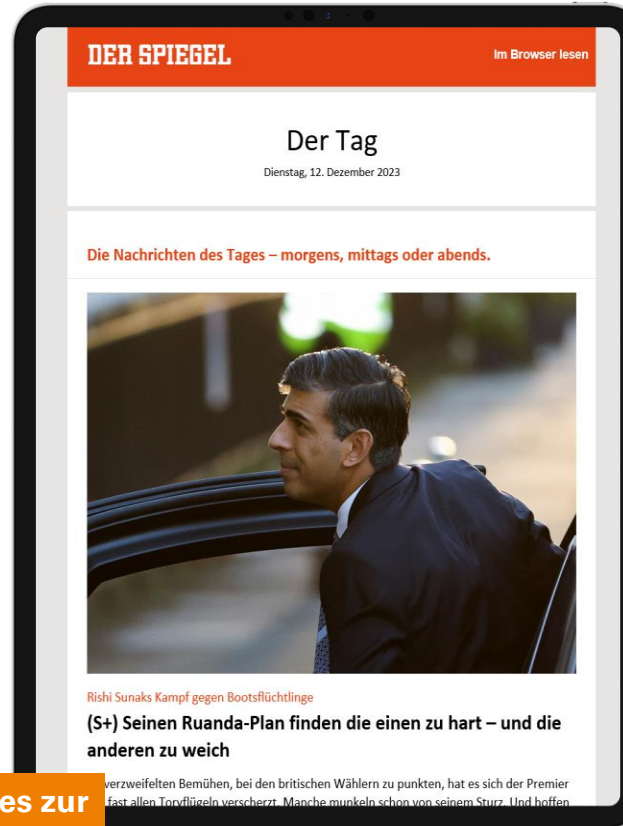 DER SPIEGEL
Im Browser lesen
Der Tag
Dienstag, 12. Dezember 2023
Die Nachrichten des Tages – morgens, mittags oder abends.
Rishi Sunaks Kampf gegen Bootsflüchtlinge
(S+) Seinen Ruanda-Plan finden die einen zu hart – und die
anderen zu weich
verzweifelten Bemühen, bei den britischen Wählern zu punkten, hat es sich der Premier
fast allen Toryflügeln verscherzt. Manche munkeln schon von seinem Sturz. Und hoffen
es zur